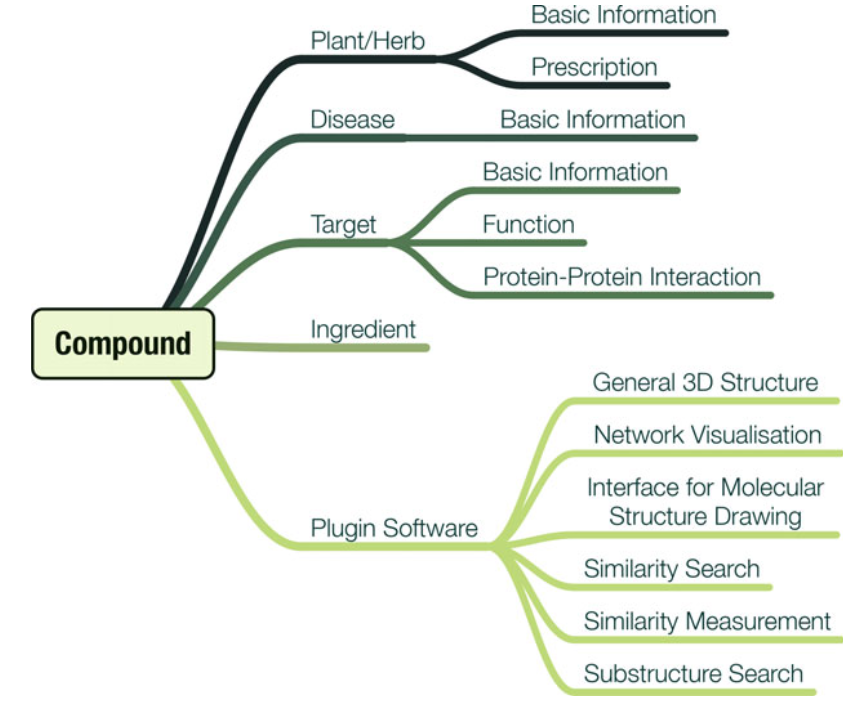 Basic Information
Plant/Herb
Prescription
Disease
Basic Information
Basic Information
Target
Function
Protein-Protein Interaction
Ingredient
Compound
General 3D Structure
Network Visualisation
Interface for Molecular
Structure Drawing
Plugin Software
Similarity Search
Similarity Measurement
Substructure Search